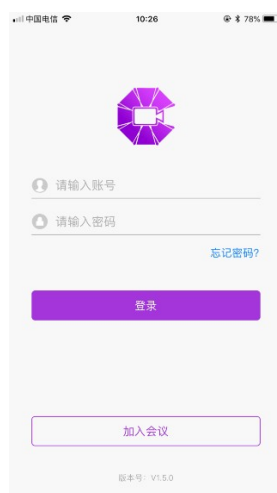 中国电信 10:26 78%
请输入账号
请输入密码
忘记密码?
登录
加入会议
版本号: V1.5.0